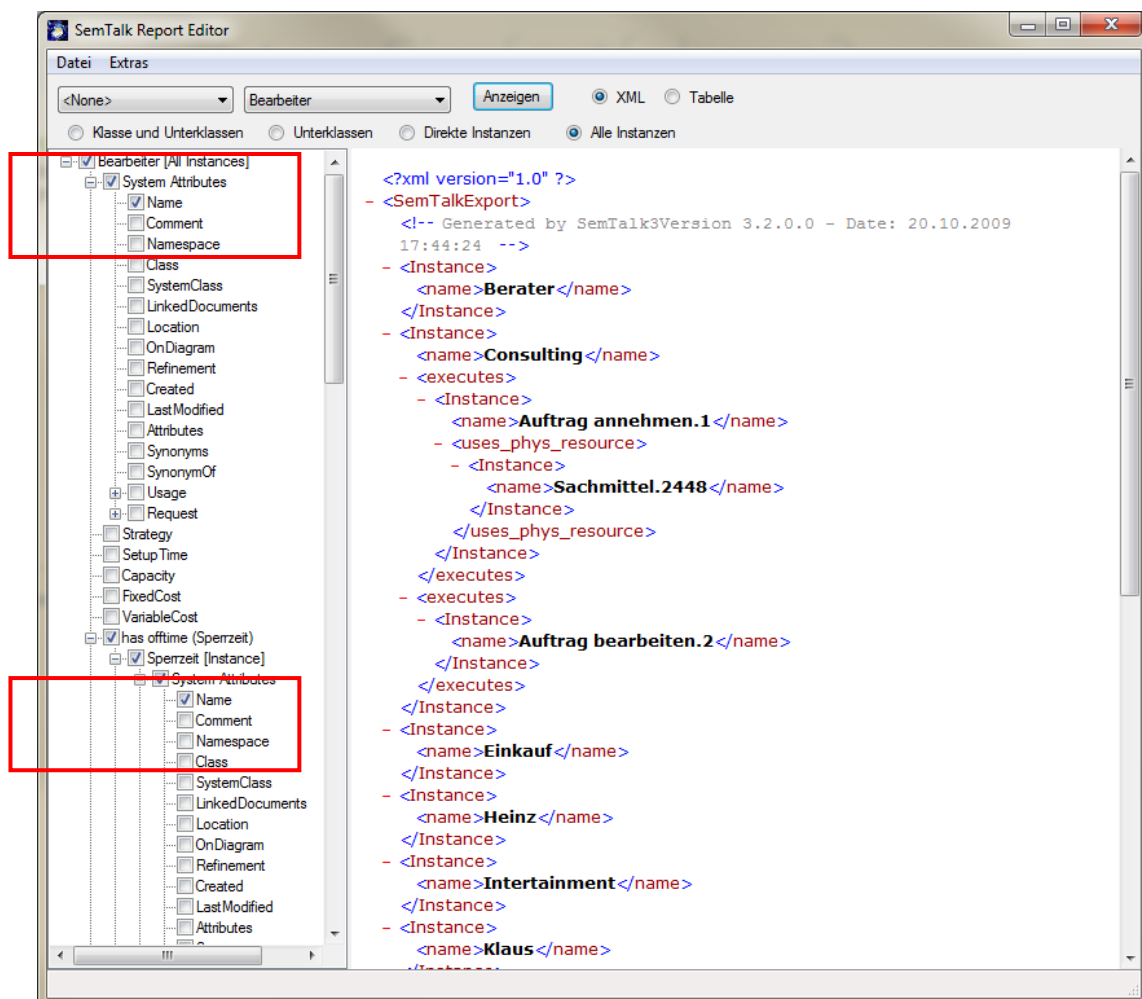 SemTalk Report Editor
Datei Extras
<None> Bearbeiter Anzeigen XML Tabelle
Klasse und Unterklassen Unterklassen Direkte Instanzen Alle Instanzen
Bearbeiter [All Instances]
System Attributes
Name
Comment
Namespace
Class
SystemClass
LinkedDocuments
Location
OnDiagram
Refinement
Created
LastModified
Attributes
Synonyms
SynonymOf
Usage
Request
Strategy
SetupTime
Capacity
FixedCost
VariableCost
has offtime (Sperrzeit)
Sperrzeit [Instance]
System Attributes
Name
Comment
Namespace
Class
SystemClass
LinkedDocuments
Location
OnDiagram
Refinement
Created
LastModified
Attributes
<?xml version="1.0" ?>
- <SemTalkExport>
<!-- Generated by SemTalk3Version 3.2.0.0 - Date: 20.10.2009
17:44:24 -->
- <Instance>
<name>Berater</name>
</Instance>
- <Instance>
<name>Consulting</name>
- <executes>
- <Instance>
<name>Auftrag annehmen.1</name>
- <uses_phys_resource>
- <Instance>
<name>Sachmittel.2448</name>
</Instance>
</uses_phys_resource>
</Instance>
</executes>
- <executes>
- <Instance>
<name>Auftrag bearbeiten.2</name>
</Instance>
</executes>
</Instance>
- <Instance>
<name>Einkauf</name>
</Instance>
- <Instance>
<name>Heinz</name>
</Instance>
- <Instance>
<name>Intertainment</name>
</Instance>
- <Instance>
<name>Klaus</name>
</Instance>